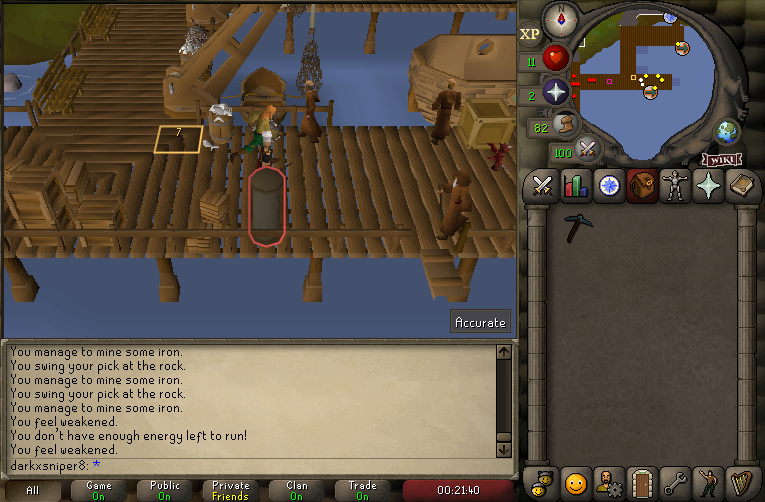 XP
11
2
7
82
100
WIKI
Accurate
You manage to mine some iron.
You swing your pick at the rock.
You manage to mine some iron.
You swing your pick at the rock.
You manage to mine some iron.
You feel weakened.
You don't have enough energy left to run!
You feel weakened.
darkxsniper8: *
All
Game
On
Public
On
Private
Friends
Clan
On
Trade
On
00:21:40